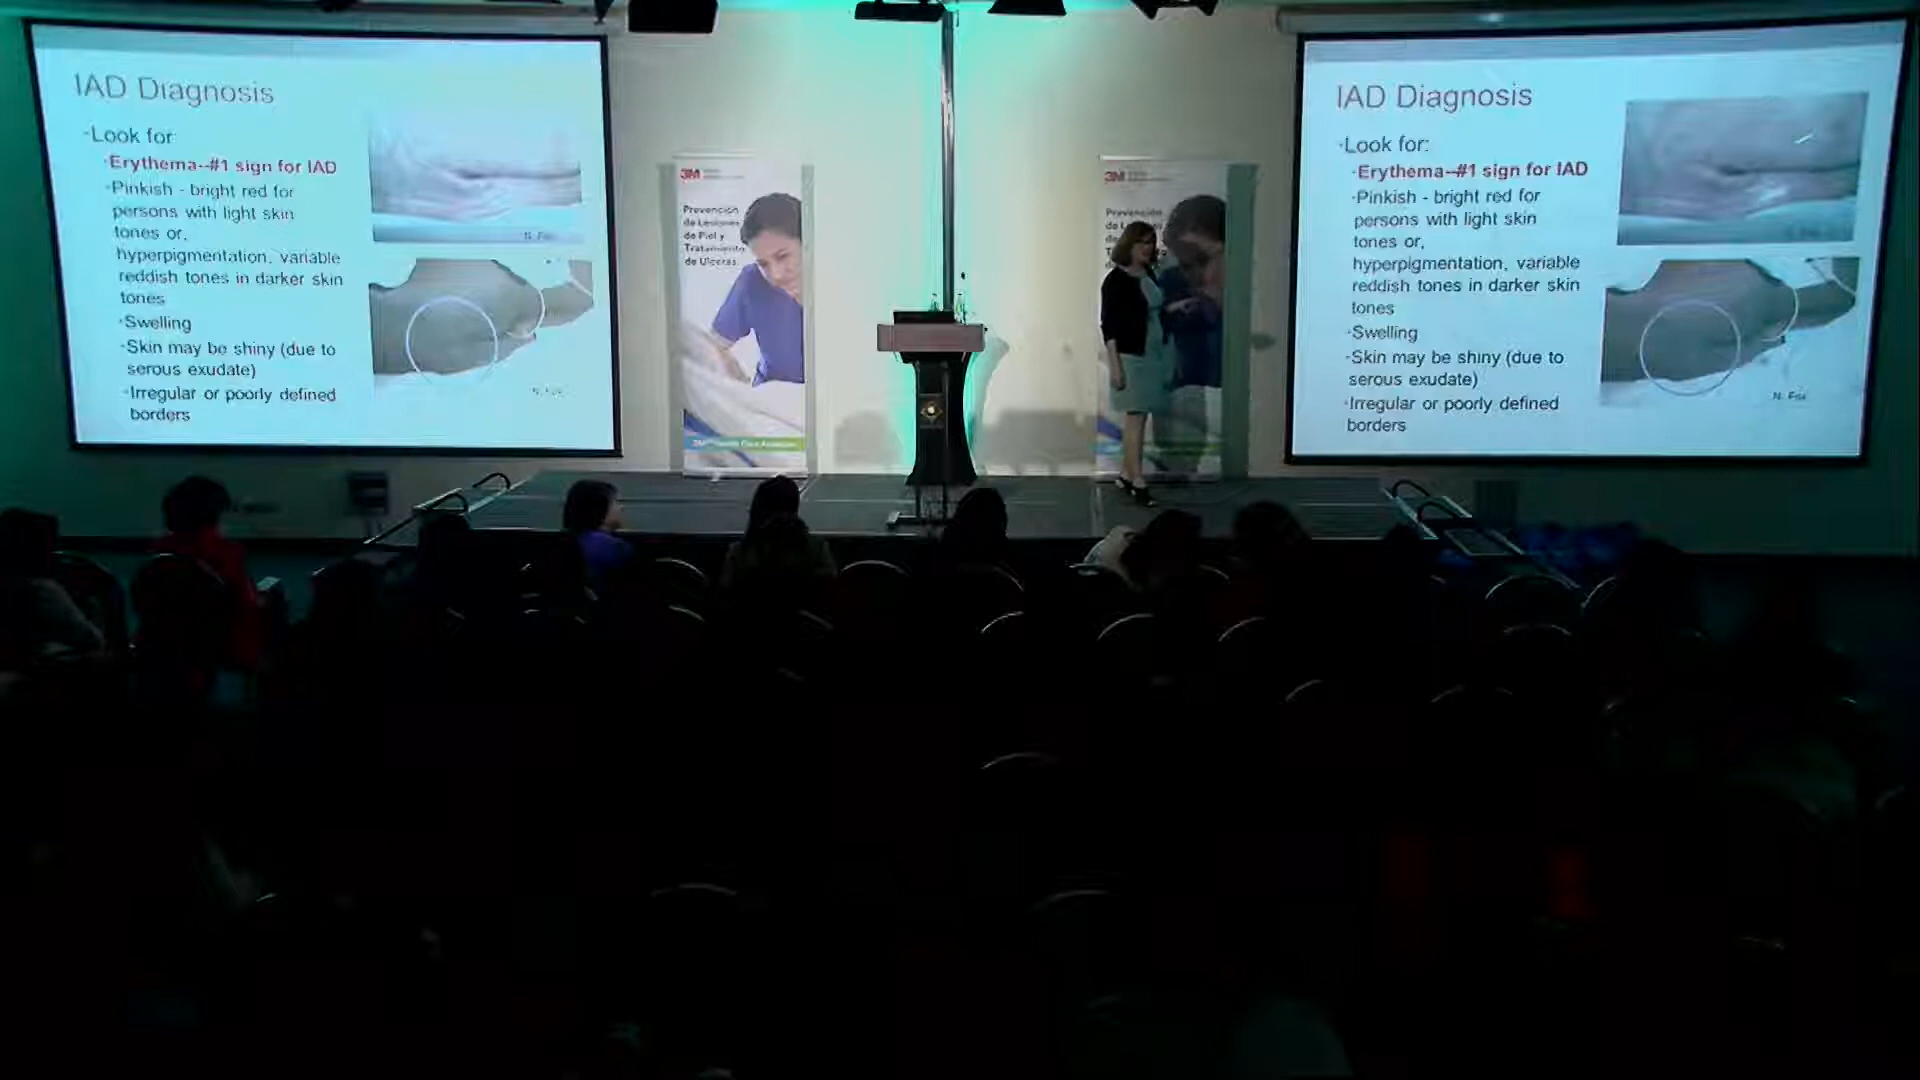 IAD Diagnosis
·Look for
·Erythema--#1 sign for IAD
·Pinkish - bright red for
persons with light skin
tones or,
hyperpigmentation, variable
reddish tones in darker skin
tones
·Swelling
·Skin may be shiny (due to
serous exudate)
·Irregular or poorly defined
borders
N. Fox
3M
Prevención
de Lesiones
de Piel y
Tratamiento
de Ulceras
3M
Prevención
IAD Diagnosis
·Look for:
·Erythema--#1 sign for IAD
·Pinkish - bright red for
persons with light skin
tones or,
hyperpigmentation, variable
reddish tones in darker skin
tones
·Swelling
·Skin may be shiny (due to
serous exudate)
·Irregular or poorly defined
borders
N. Fox